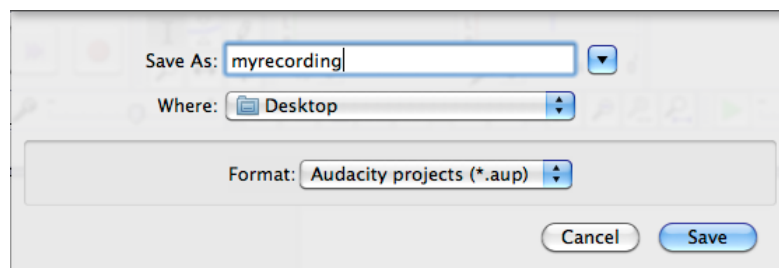 Save As: myrecording
Where: Desktop
Format: Audacity projects (*.aup)
Cancel Save